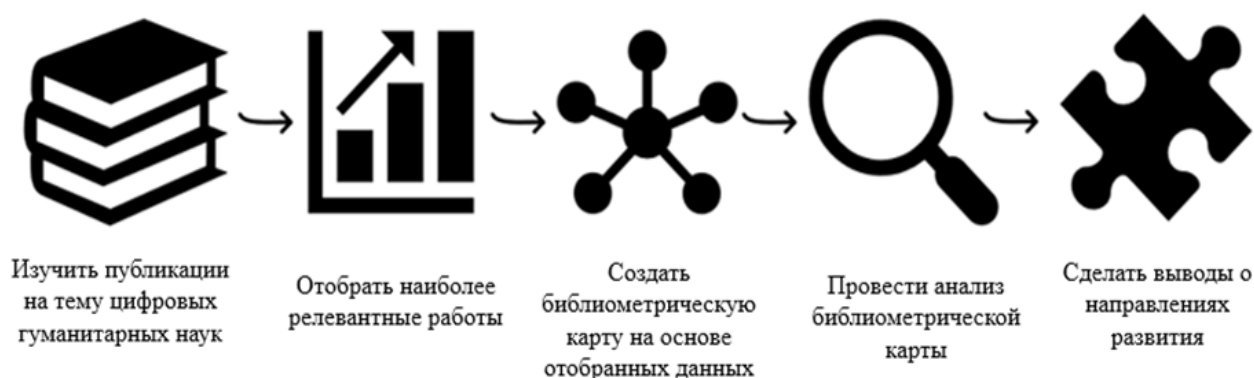 Изучить публикации
на тему цифровых
гуманитарных наук
Отобрать наиболее
релевантные работы
Создать
библиометрическую
карту на основе
отобранных данных
Провести анализ
библиометрической
карты
Сделать выводы о
направлениях
развития